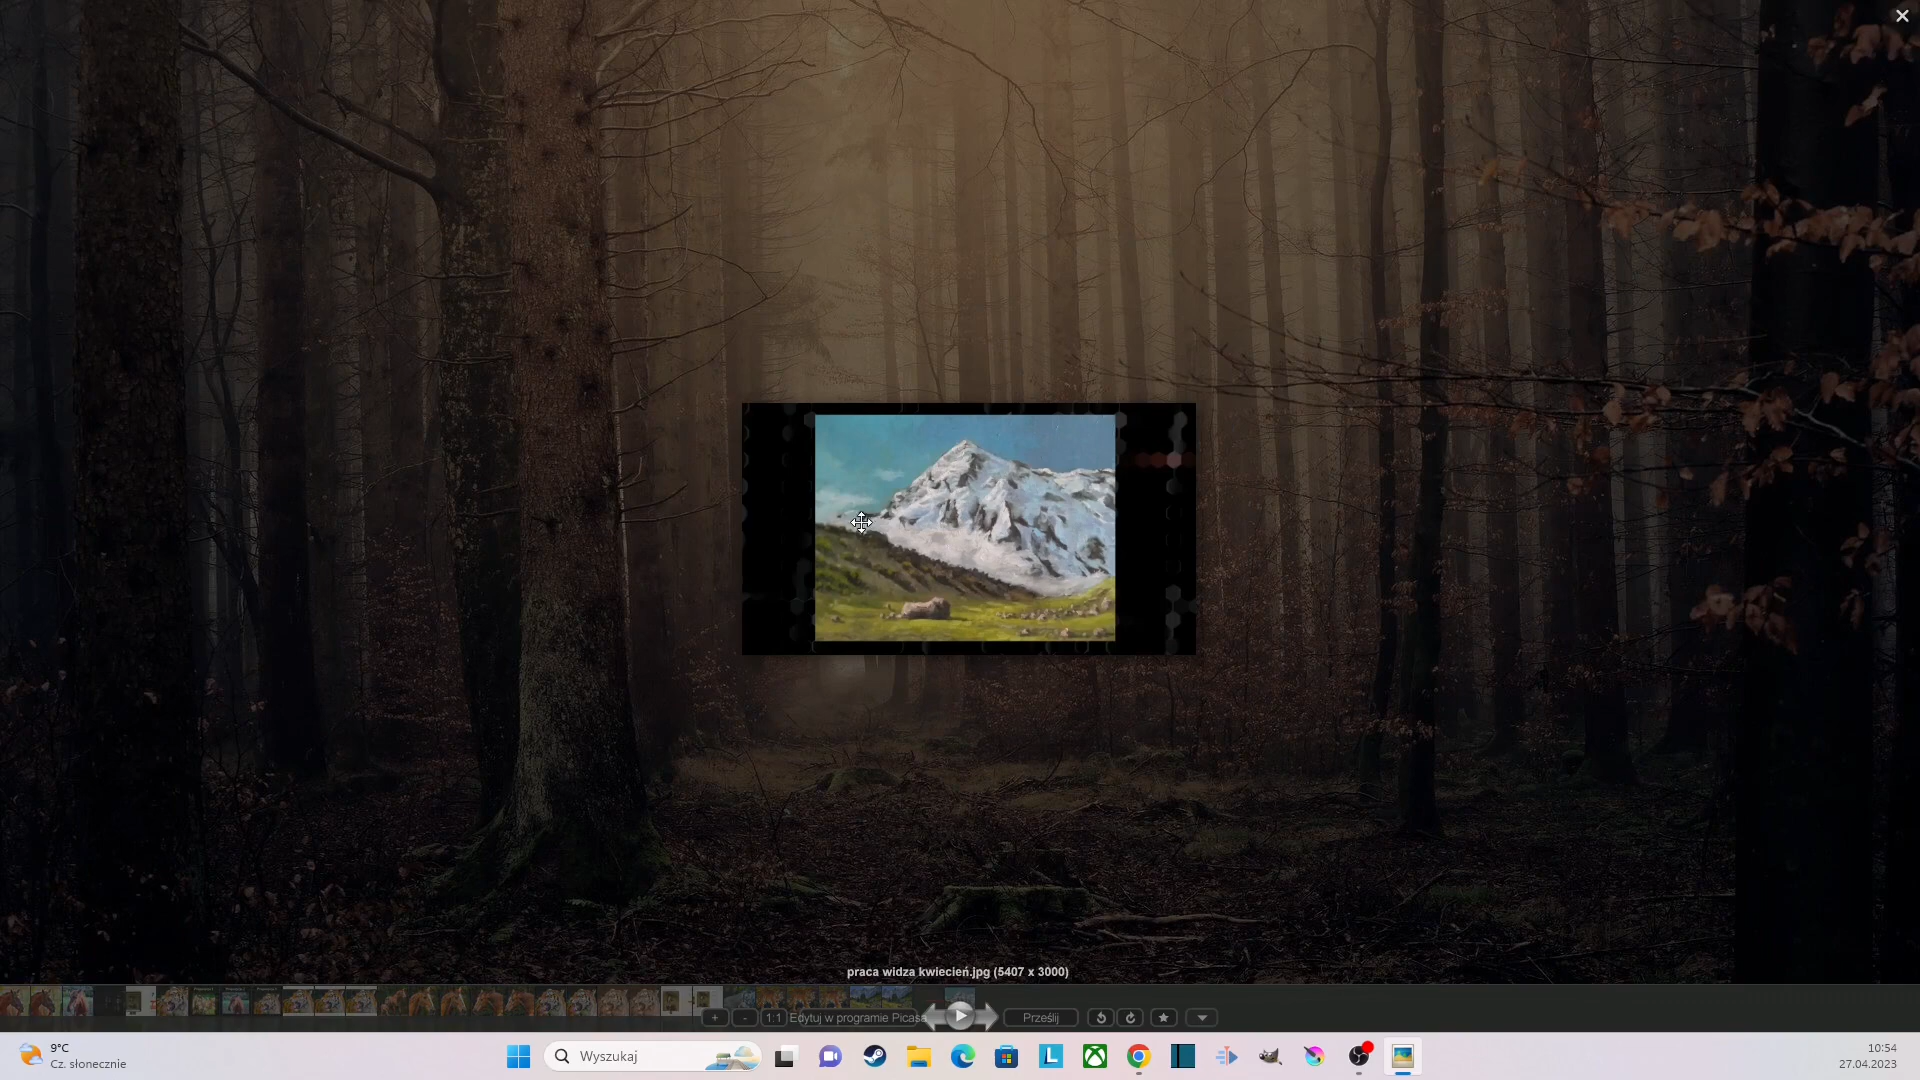 praca widza kwiecień.jpg (5407 x 3000)
+ - 1:1 Edytuj w programie Picasa Prześlij
9°C
Cz. słonecznie
Wyszukaj
10:54
27.04.2023